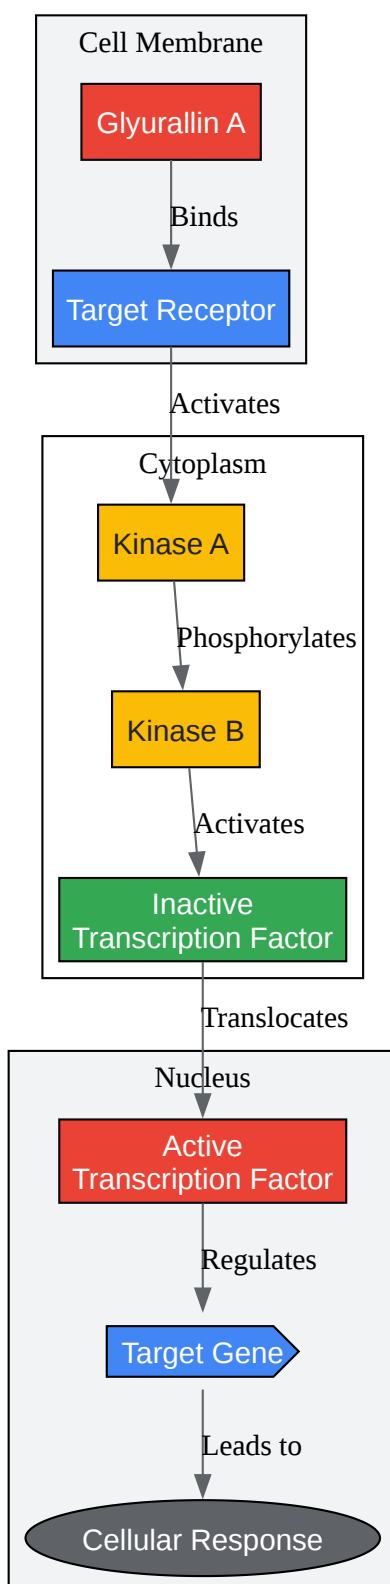 Cell Membrane
Glyurallin A
Binds
Target Receptor
Activates
Cytoplasm
Kinase A
Phosphorylates
Kinase B
Activates
Inactive
Transcription Factor
Translocates
Nucleus
Active
Transcription Factor
Regulates
Target Gene
Leads to
Cellular Response